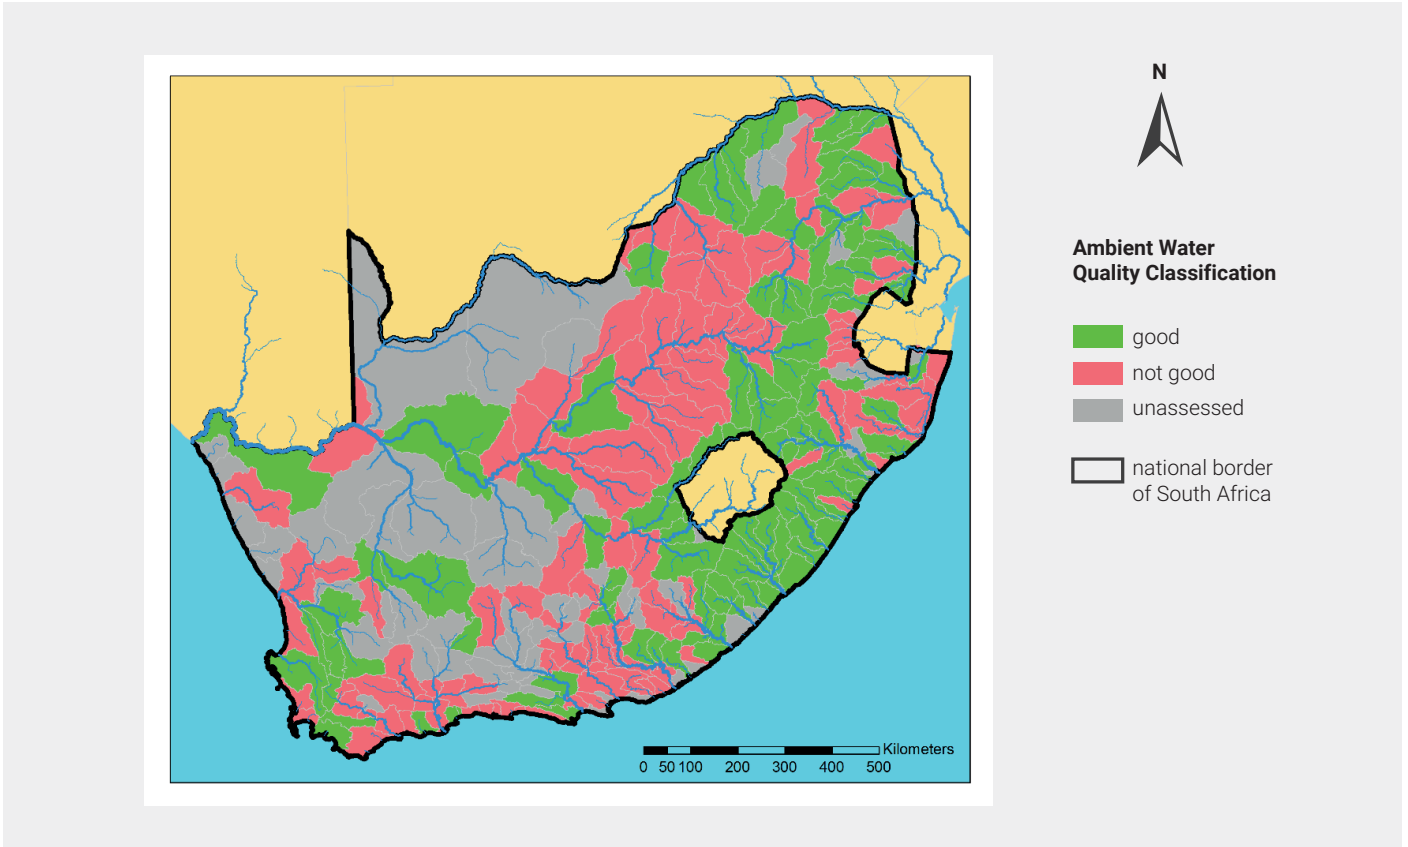 N
Ambient Water
Quality Classification
good
not good
unassessed
national border
of South Africa
Kilometers
0 50 100 200 300 400 500